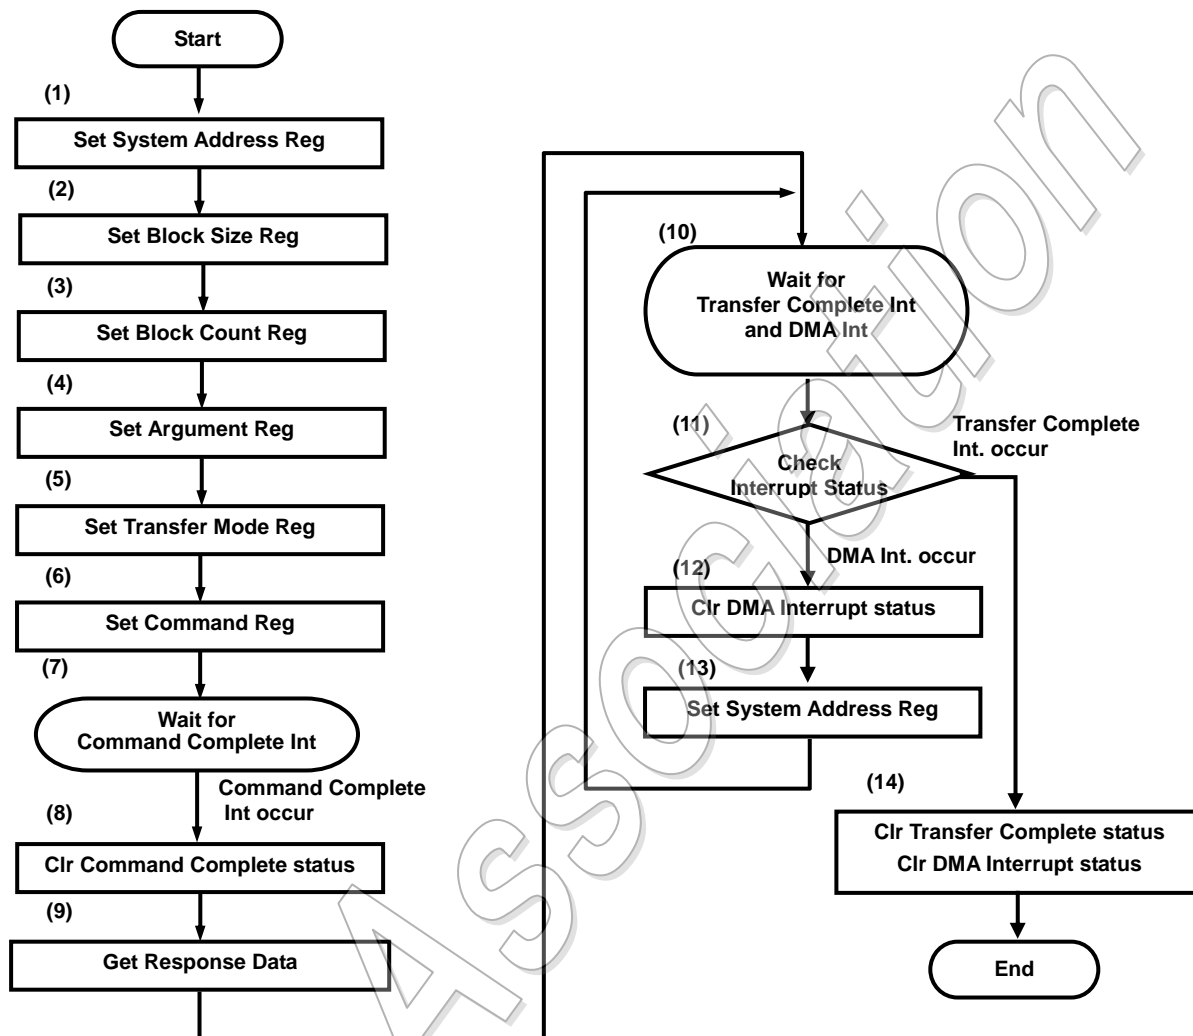 Start
(1)
Set System Address Reg
(2)
Set Block Size Reg
(3)
Set Block Count Reg
(4)
Set Argument Reg
(5)
Set Transfer Mode Reg
(6)
Set Command Reg
(7)
Wait for
Command Complete Int
Command Complete
Int occur
(8)
Clr Command Complete status
(9)
Get Response Data
(10)
Wait for
Transfer Complete Int
and DMA Int
(11)
Check
Interrupt Status
Transfer Complete
Int. occur
DMA Int. occur
(12)
Clr DMA Interrupt status
(13)
Set System Address Reg
(14)
Clr Transfer Complete status
Clr DMA Interrupt status
End
Association